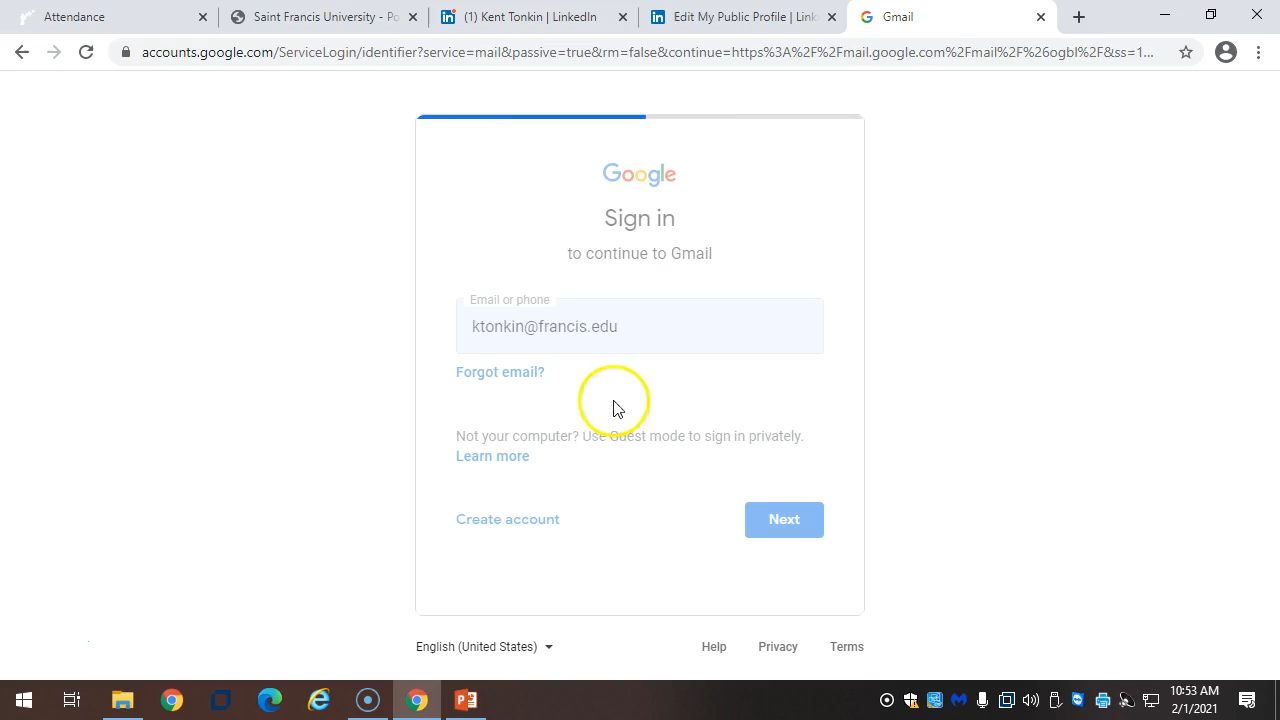 Attendance
Saint Francis University - Po
(1) Kent Tonkin | LinkedIn
Edit My Public Profile | Link
Gmail
accounts.google.com/ServiceLogin/identifier?service=mail&passive=true&rm=false&continue=https%3A%2F%2Fmail.google.com%2Fmail%2F%26ogbl%2F&ss=1...
Google
Sign in
to continue to Gmail
Email or phone
ktonkin@francis.edu
Forgot email?
Not your computer? Use Guest mode to sign in privately.
Learn more
Create account
Next
English (United States)
Help
Privacy
Terms
10:53 AM
2/1/2021